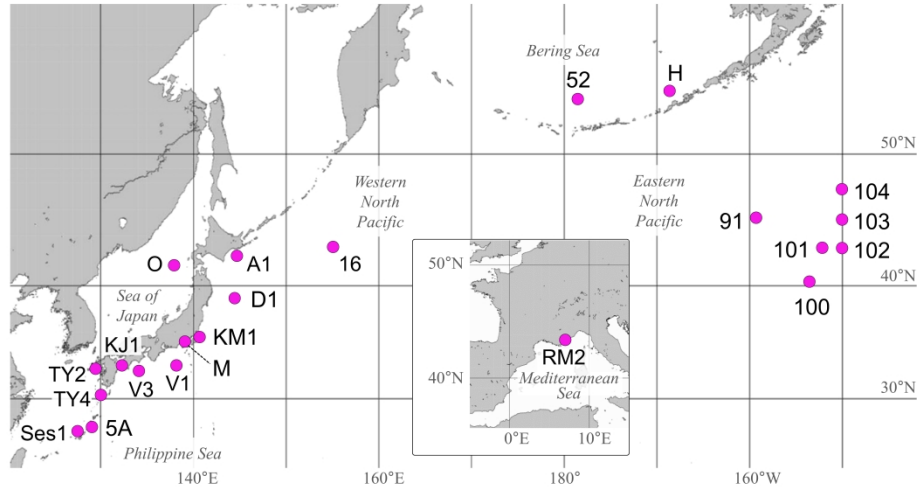 Bering Sea
52
H
50°N
Western
North
Pacific
Eastern
North
Pacific
104
91
103
O
A1
16
101
102
50°N
40°N
Sea of
Japan
D1
100
KJ1
KM1
RM2
TY2
M
V3
V1
40°N
Mediterranean
Sea
TY4
30°N
Ses1
5A
0°E
10°E
Philippine Sea
140°E
160°E
180°
160°W